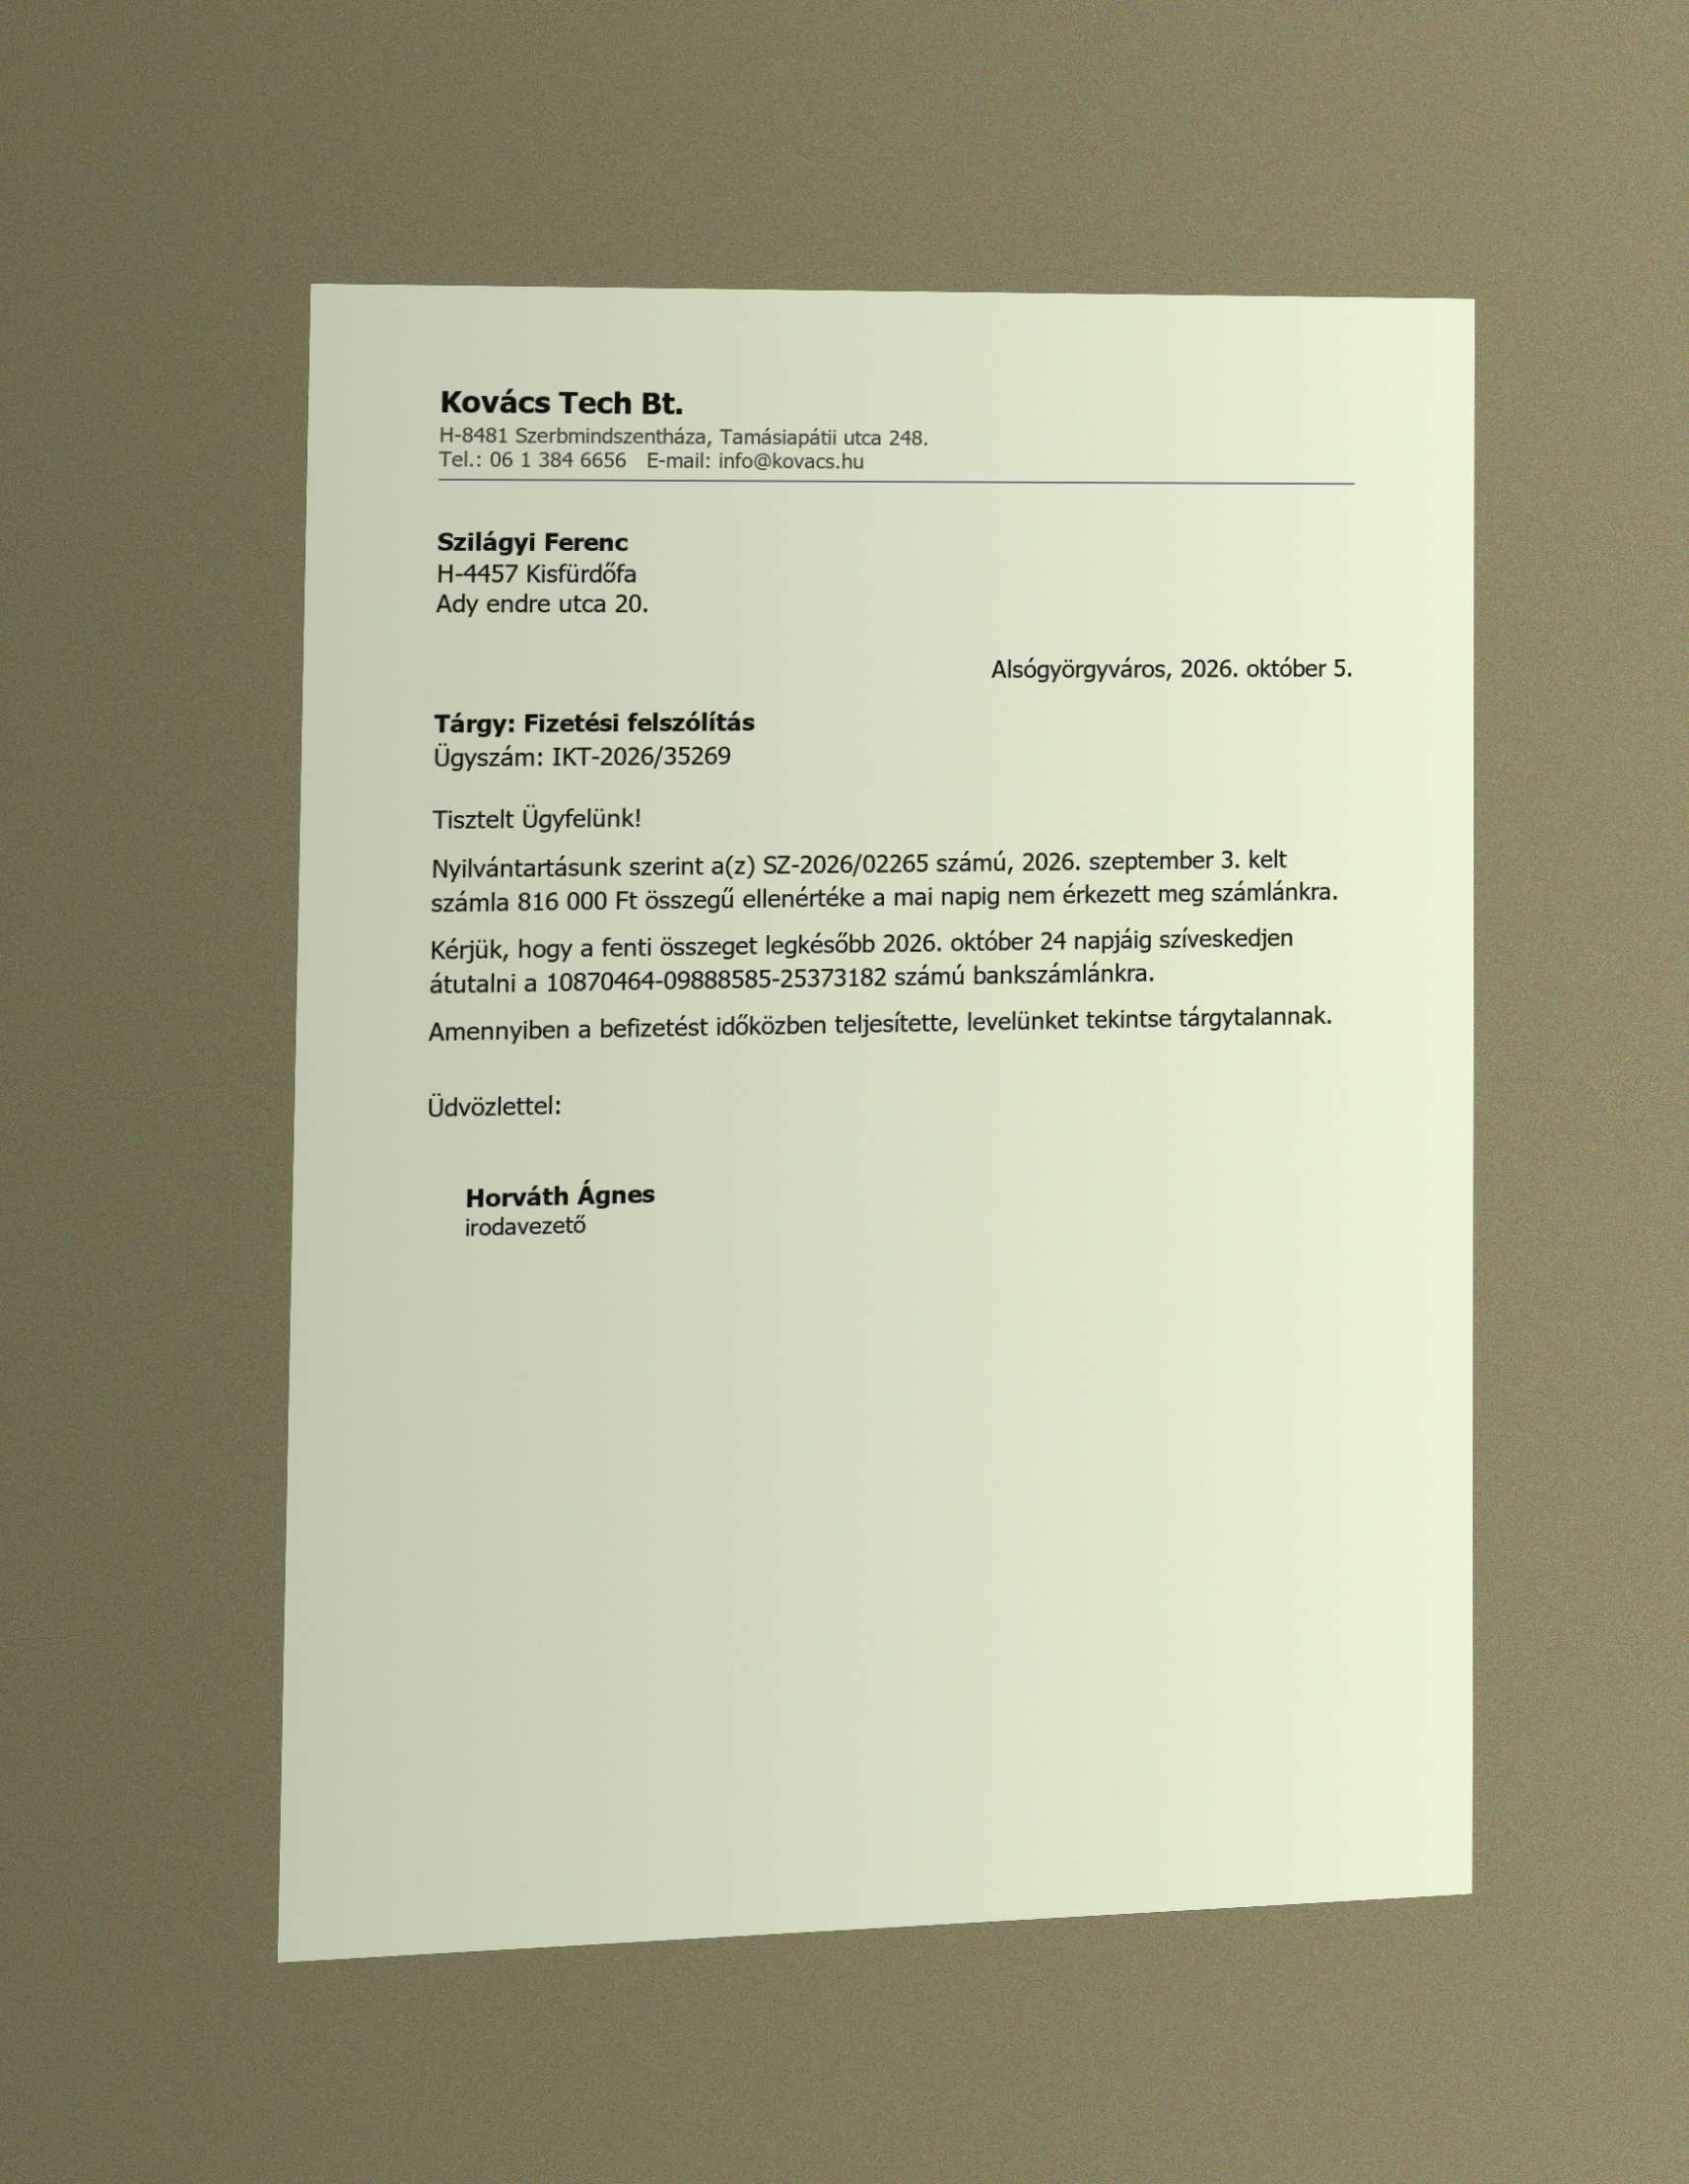 Kovács Tech Bt.
H-8481 Szerbmindszentháza, Tamásiapátii utca 248.
Tel.: 06 1 384 6656 E-mail: info@kovacs.hu
Szilágyi Ferenc
H-4457 Kisfürdőfa
Ady endre utca 20.
Alsógyörgyváros, 2026. október 5.
Tárgy: Fizetési felszólítás
Ügyszám: IKT-2026/35269
Tisztelt Ügyfelünk!
Nyilvántartásunk szerint a(z) SZ-2026/02265 számú, 2026. szeptember 3. kelt
számla 816 000 Ft összegű ellenértéke a mai napig nem érkezett meg számlánkra.
Kérjük, hogy a fenti összeget legkésőbb 2026. október 24 napjáig szíveskedjen
átutalni a 10870464-09888585-25373182 számú bankszámlánkra.
Amennyiben a befizetést időközben teljesítette, levelünket tekintse tárgytalannak.
Üdvözlettel:
Horváth Ágnes
irodavezető